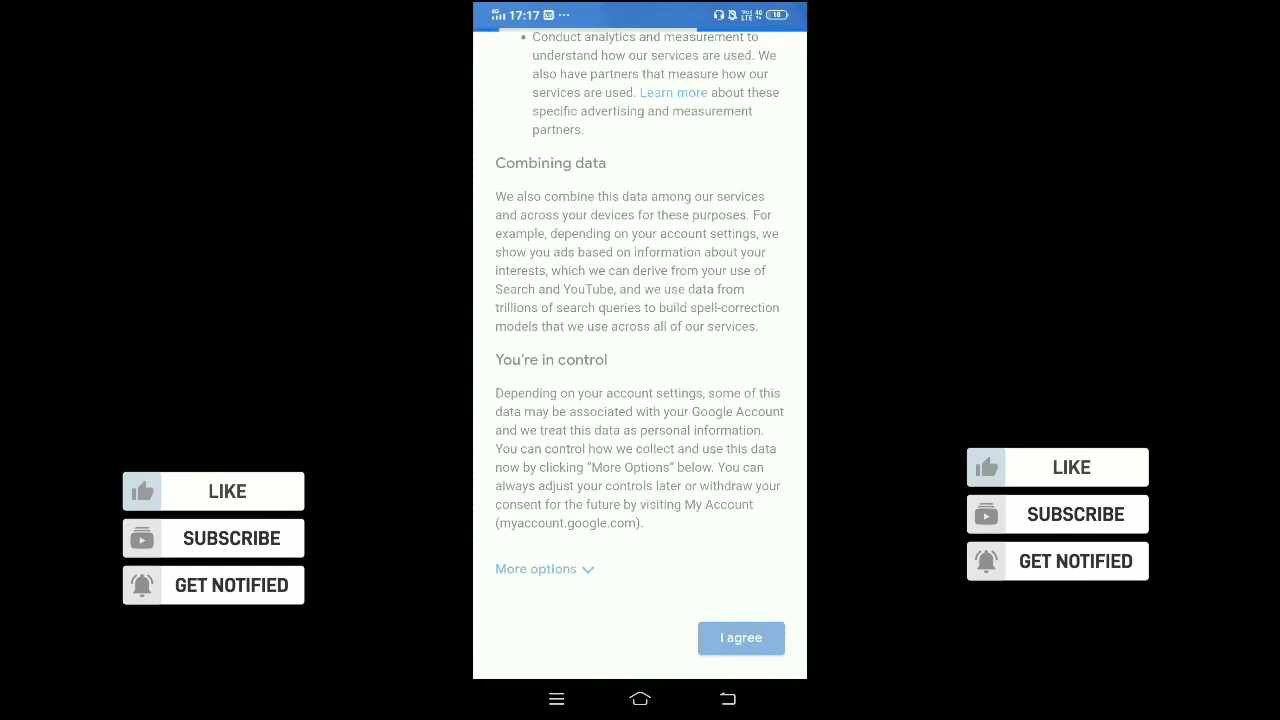 4G 17:17 ... Vo) LTE 4G 18
• Conduct analytics and measurement to
understand how our services are used. We
also have partners that measure how our
services are used. Learn more about these
specific advertising and measurement
partners.
Combining data
We also combine this data among our services
and across your devices for these purposes. For
example, depending on your account settings, we
show you ads based on information about your
interests, which we can derive from your use of
Search and YouTube, and we use data from
trillions of search queries to build spell-correction
models that we use across all of our services.
You're in control
Depending on your account settings, some of this
data may be associated with your Google Account
and we treat this data as personal information.
You can control how we collect and use this data
now by clicking “More Options” below. You can
always adjust your controls later or withdraw your
consent for the future by visiting My Account
(myaccount.google.com).
More options
I agree
LIKE
SUBSCRIBE
GET NOTIFIED
LIKE
SUBSCRIBE
GET NOTIFIED